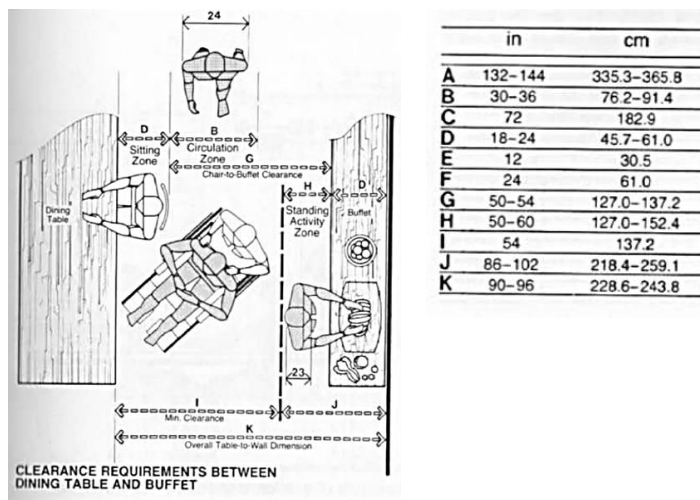 24
D
Sitting
Zone
B
Circulation
Zone
G
Chair-to-Buffet Clearance
H
Standing
Activity
Zone
D
Buffet
Dining
Table
23
I
Min. Clearance
J
K
Overall Table-to-Wall Dimension
CLEARANCE REQUIREMENTS BETWEEN
DINING TABLE AND BUFFET
in cm
A 132–144 335.3–365.8
B 30–36 76.2–91.4
C 72 182.9
D 18–24 45.7–61.0
E 12 30.5
F 24 61.0
G 50–54 127.0–137.2
H 50–60 127.0–152.4
I 54 137.2
J 86–102 218.4–259.1
K 90–96 228.6–243.8